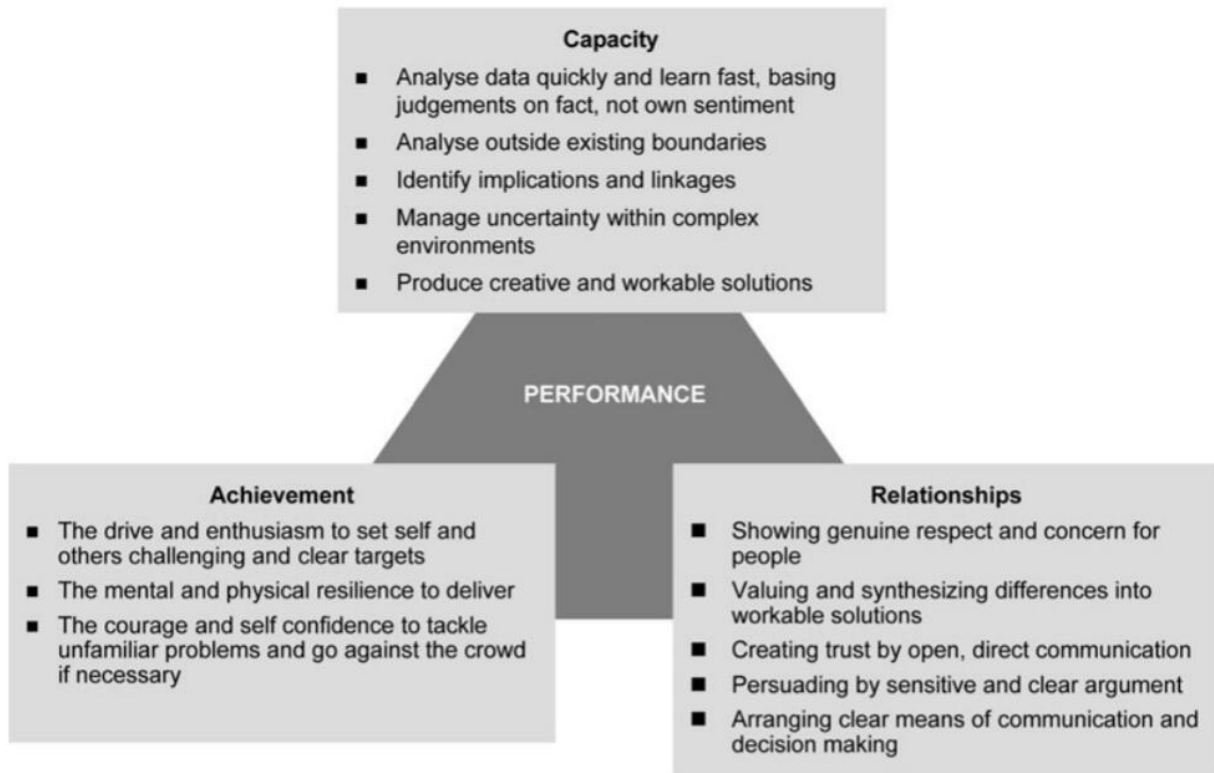 Capacity
■ Analyse data quickly and learn fast, basing
judgements on fact, not own sentiment
■ Analyse outside existing boundaries
■ Identify implications and linkages
■ Manage uncertainty within complex
environments
■ Produce creative and workable solutions
PERFORMANCE
Achievement
■ The drive and enthusiasm to set self and
others challenging and clear targets
■ The mental and physical resilience to deliver
■ The courage and self confidence to tackle
unfamiliar problems and go against the crowd
if necessary
Relationships
■ Showing genuine respect and concern for
people
■ Valuing and synthesizing differences into
workable solutions
■ Creating trust by open, direct communication
■ Persuading by sensitive and clear argument
■ Arranging clear means of communication and
decision making